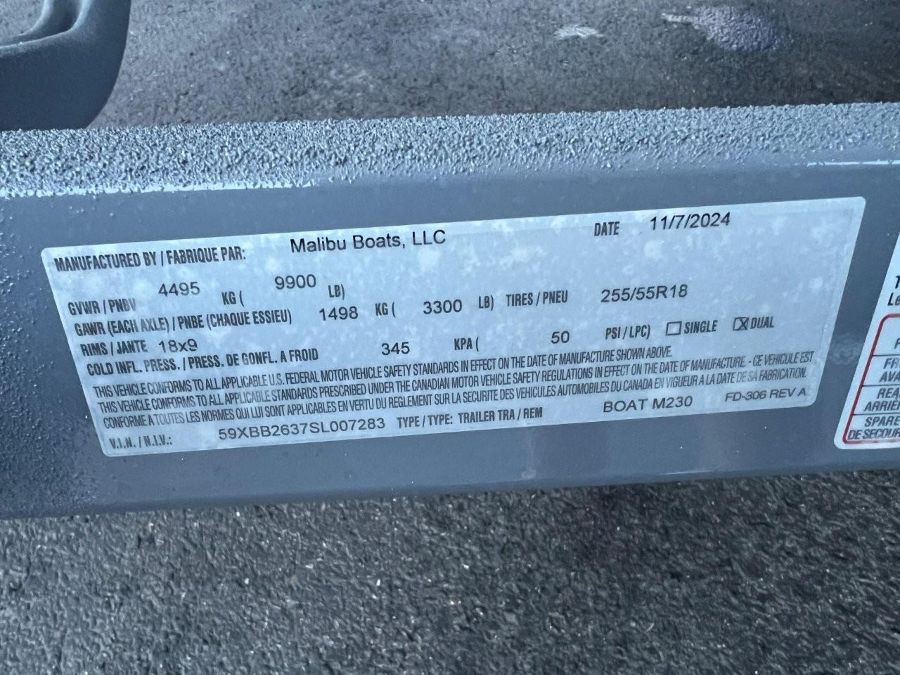 MANUFACTURED BY / FABRIQUE PAR: Malibu Boats, LLC DATE 11/7/2024
GVWR / PNBV 4495 KG ( 9900 LB)
GAWR (EACH AXLE) / PNBE (CHAQUE ESSIEU) 1498 KG ( 3300 LB) TIRES / PNEU 255/55R18
RIMS / JANTE 18x9
COLD INFL. PRESS. / PRESS. DE GONFL. A FROID 345 KPA ( 50 PSI / LPC) ☐ SINGLE ☒ DUAL
THIS VEHICLE CONFORMS TO ALL APPLICABLE U.S. FEDERAL MOTOR VEHICLE SAFETY STANDARDS IN EFFECT ON THE DATE OF MANUFACTURE SHOWN ABOVE.
THIS VEHICLE CONFORMS TO ALL APPLICABLE STANDARDS PRESCRIBED UNDER THE CANADIAN MOTOR VEHICLE SAFETY REGULATIONS IN EFFECT ON THE DATE OF MANUFACTURE - CE VEHICULE EST
CONFORME A TOUTES LES NORMES QUI LUI SONT APPLICABLES EN VERTU DU REGLEMENT SUR LA SECURITE DES VEHICULES AUTOMOBILES DU CANADA EN VIGUEUR A LA DATE DE SA FABRICATION.
V.I.N. / N.I.V.: 59XBB2637SL007283 TYPE / TYPE: TRAILER TRA / REM BOAT M230 FD-306 REV A
REA
ARRIÈR
SPARE
DE SECOUR